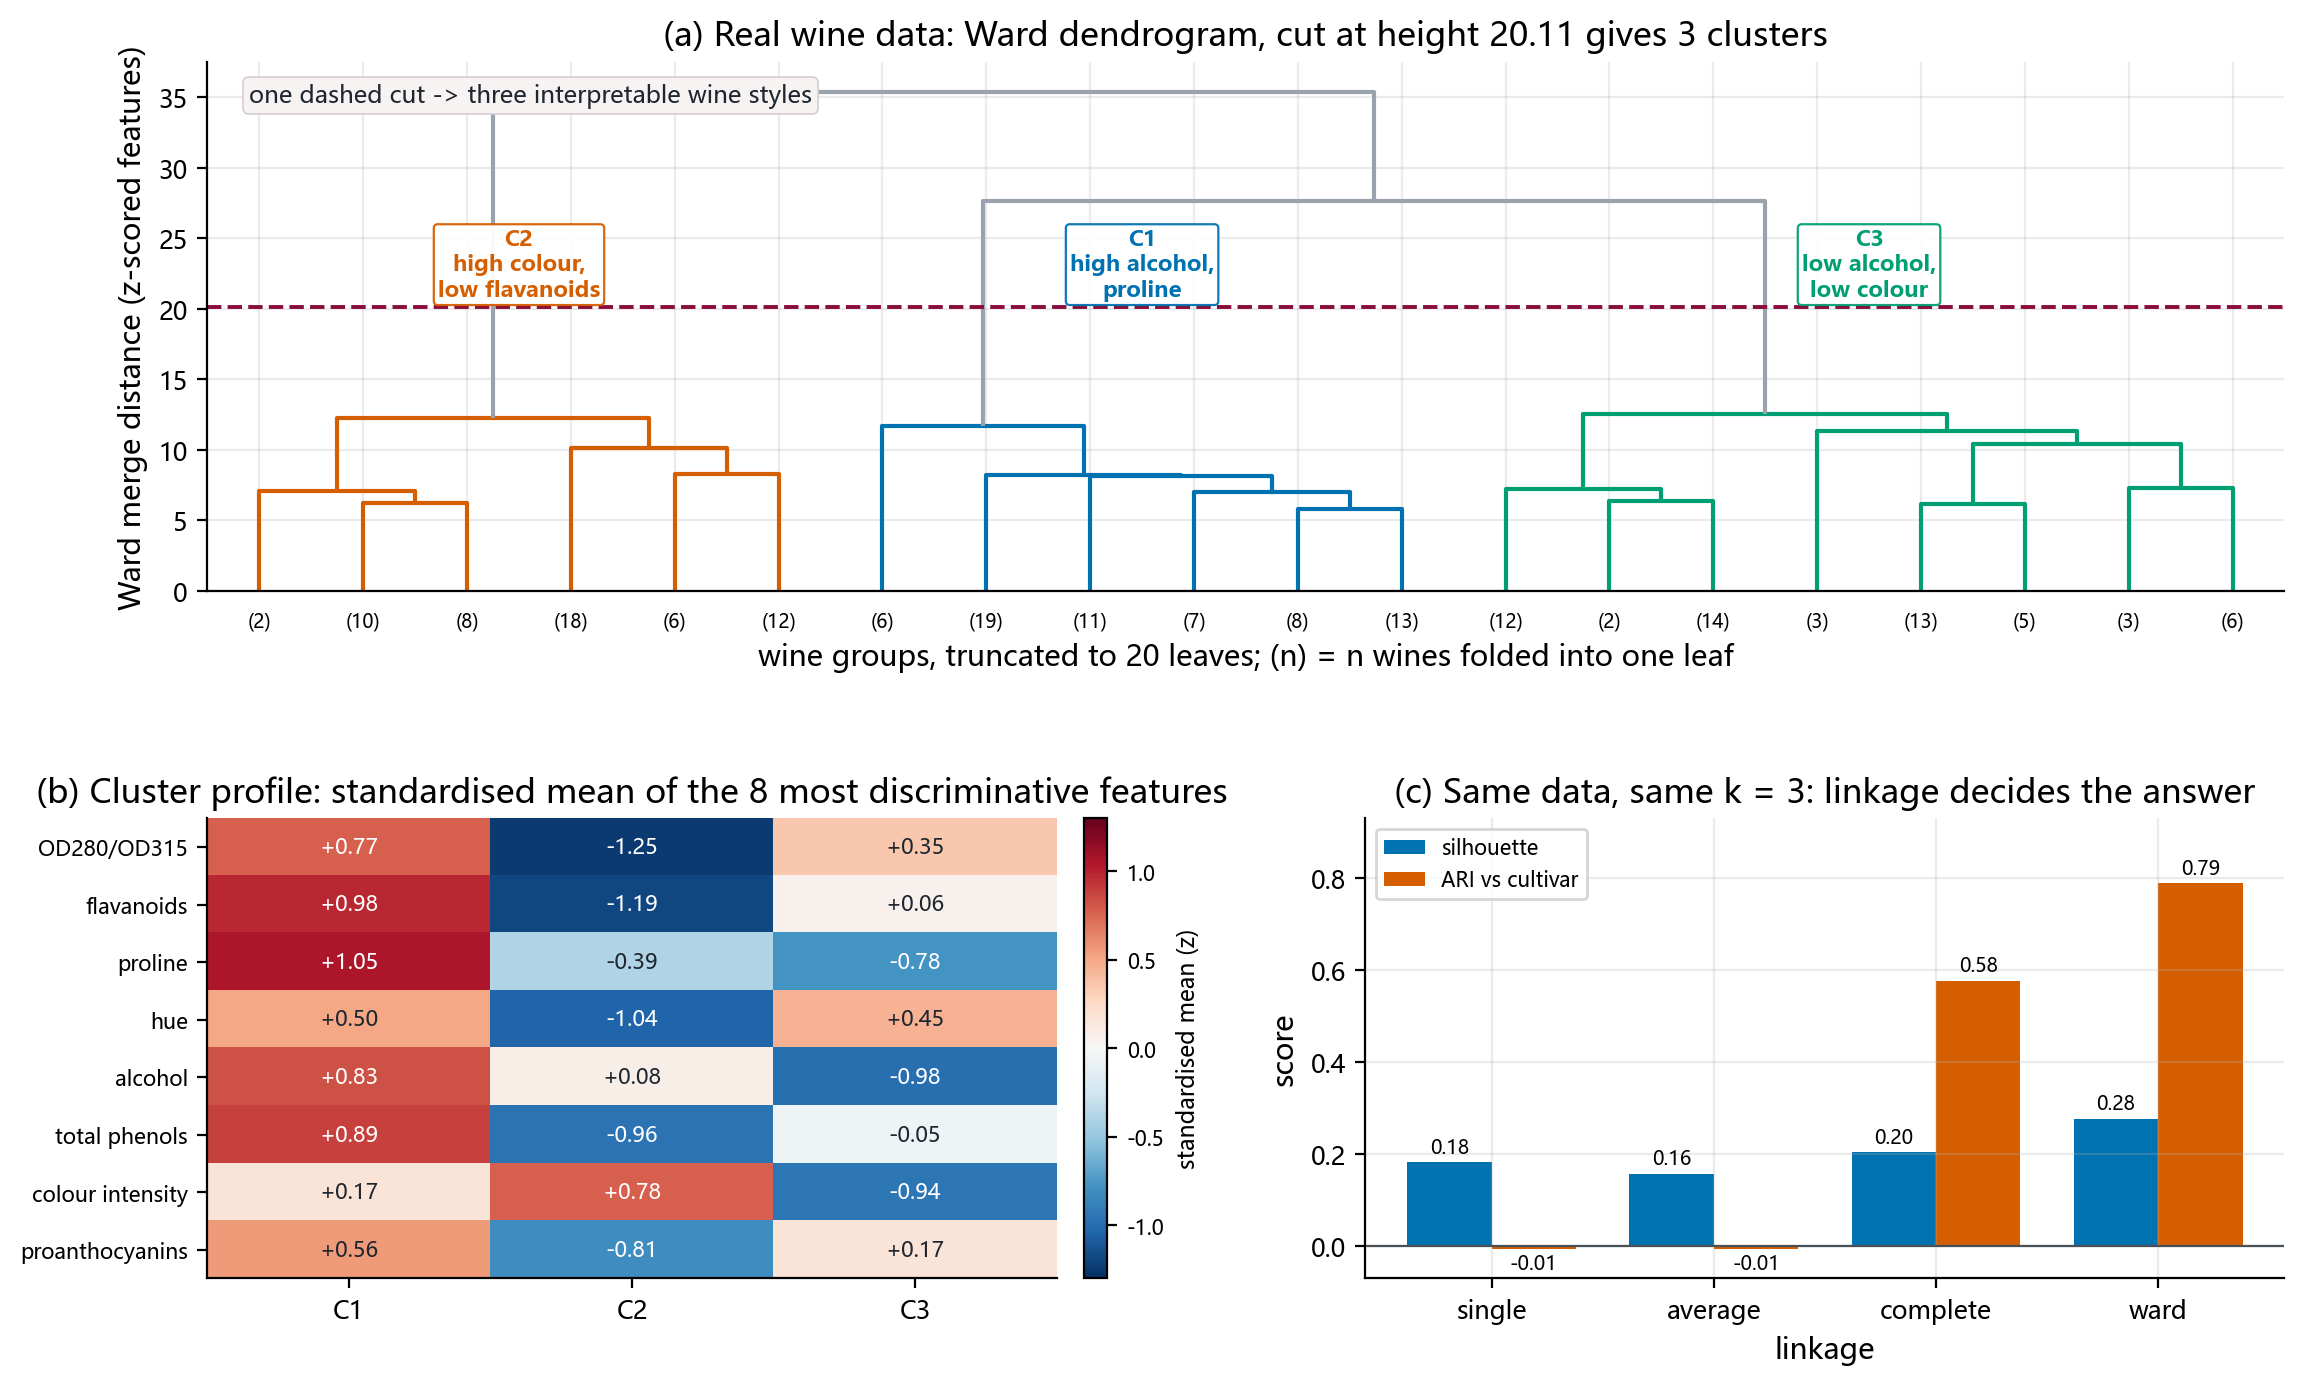 (a) Real wine data: Ward dendrogram, cut at height 20.11 gives 3 clusters
Ward merge distance (z-scored features)
35
30
25
20
15
10
5
0
one dashed cut -> three interpretable wine styles
C2
high colour,
low flavanoids
C1
high alcohol,
proline
C3
low alcohol,
low colour
(2) (10) (8) (18) (6) (12) (6) (19) (11) (7) (8) (13) (12) (2) (14) (3) (13) (5) (3) (6)
wine groups, truncated to 20 leaves; (n) = n wines folded into one leaf
(b) Cluster profile: standardised mean of the 8 most discriminative features
OD280/OD315 +0.77 -1.25 +0.35
flavanoids +0.98 -1.19 +0.06
proline +1.05 -0.39 -0.78
hue +0.50 -1.04 +0.45
alcohol +0.83 +0.08 -0.98
total phenols +0.89 -0.96 -0.05
colour intensity +0.17 +0.78 -0.94
proanthocyanins +0.56 -0.81 +0.17
C1 C2 C3
1.0
0.5
0.0
-0.5
-1.0
standardised mean (z)
(c) Same data, same k = 3: linkage decides the answer
silhouette
ARI vs cultivar
score
0.8
0.6
0.4
0.2
0.0
0.18
-0.01
0.16
-0.01
0.20
0.58
0.28
0.79
single average complete ward
linkage